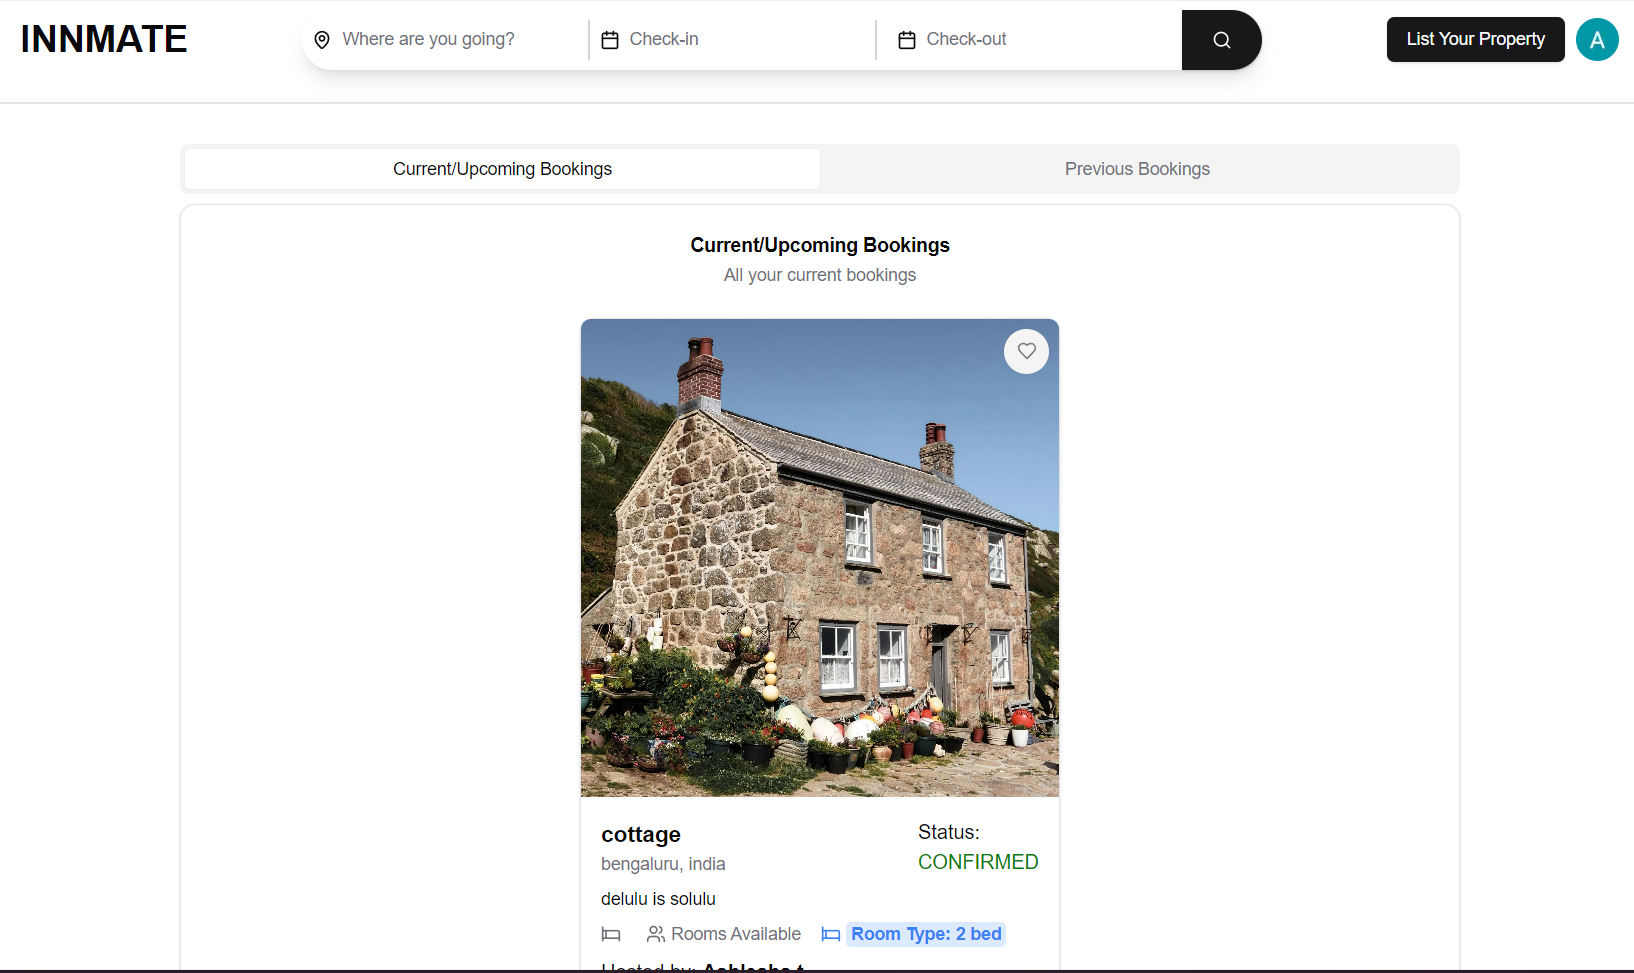 INNMATE
Where are you going?
Check-in
Check-out
List Your Property
A
Current/Upcoming Bookings
Previous Bookings
Current/Upcoming Bookings
All your current bookings
cottage
Status:
bengaluru, india
CONFIRMED
delulu is solulu
Rooms Available
Room Type: 2 bed
Hosted by: